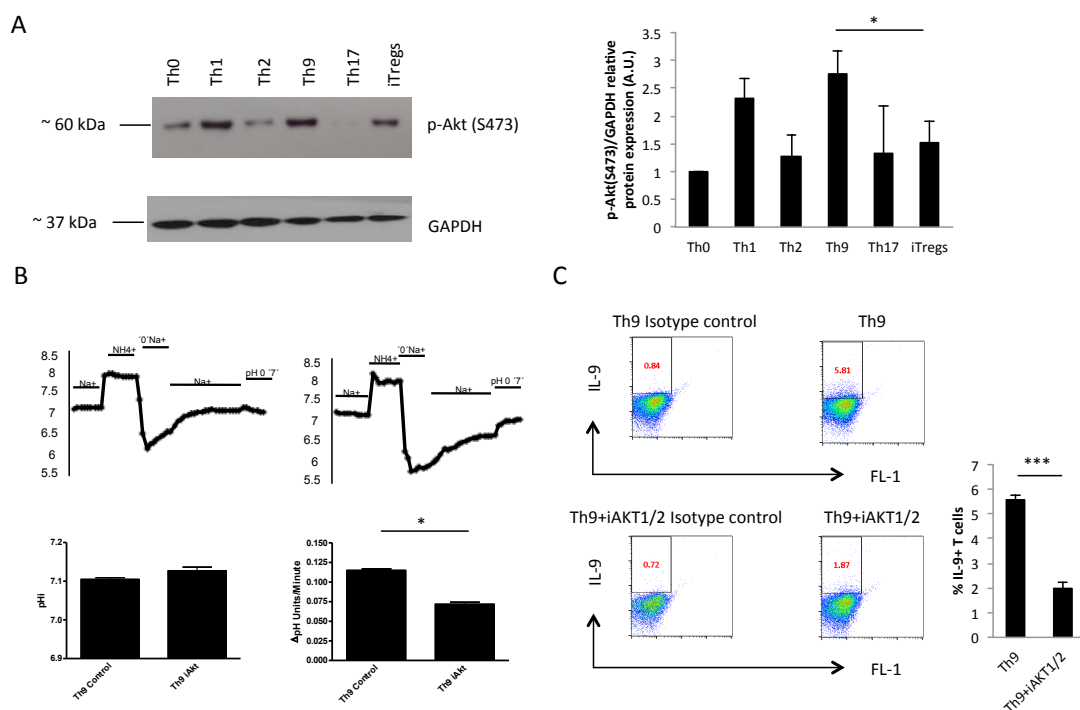 A
Th0
Th1
Th2
Th9
Th17
iTregs
~ 60 kDa
p-Akt (S473)
~ 37 kDa
GAPDH
p-Akt(S473)/GAPDH relative
protein expression (A.U.)
3.5
3
2.5
2
1.5
1
0.5
0
*
Th0 Th1 Th2 Th9 Th17 iTregs
B
8.5
8
7.5
7
6.5
6
5.5
Na+
NH4+
´0´Na+
Na+
pH 0 ´7´
8.5
8
7.5
7
6.5
6
5.5
Na+
NH4+
´0´Na+
Na+
pH 0 ´7´
pHi
7.2
7.1
7.0
6.9
Th9 Control
Th9 iAkt
ΔpH Units/Minute
0.150
0.125
0.100
0.075
0.050
0.025
0.000
*
Th9 Control
Th9 iAkt
C
Th9 Isotype control
Th9
IL-9
0.84
5.81
FL-1
Th9+iAKT1/2 Isotype control
Th9+iAKT1/2
IL-9
0.72
1.87
FL-1
% IL-9+ T cells
7
6
5
4
3
2
1
0
***
Th9
Th9+iAKT1/2